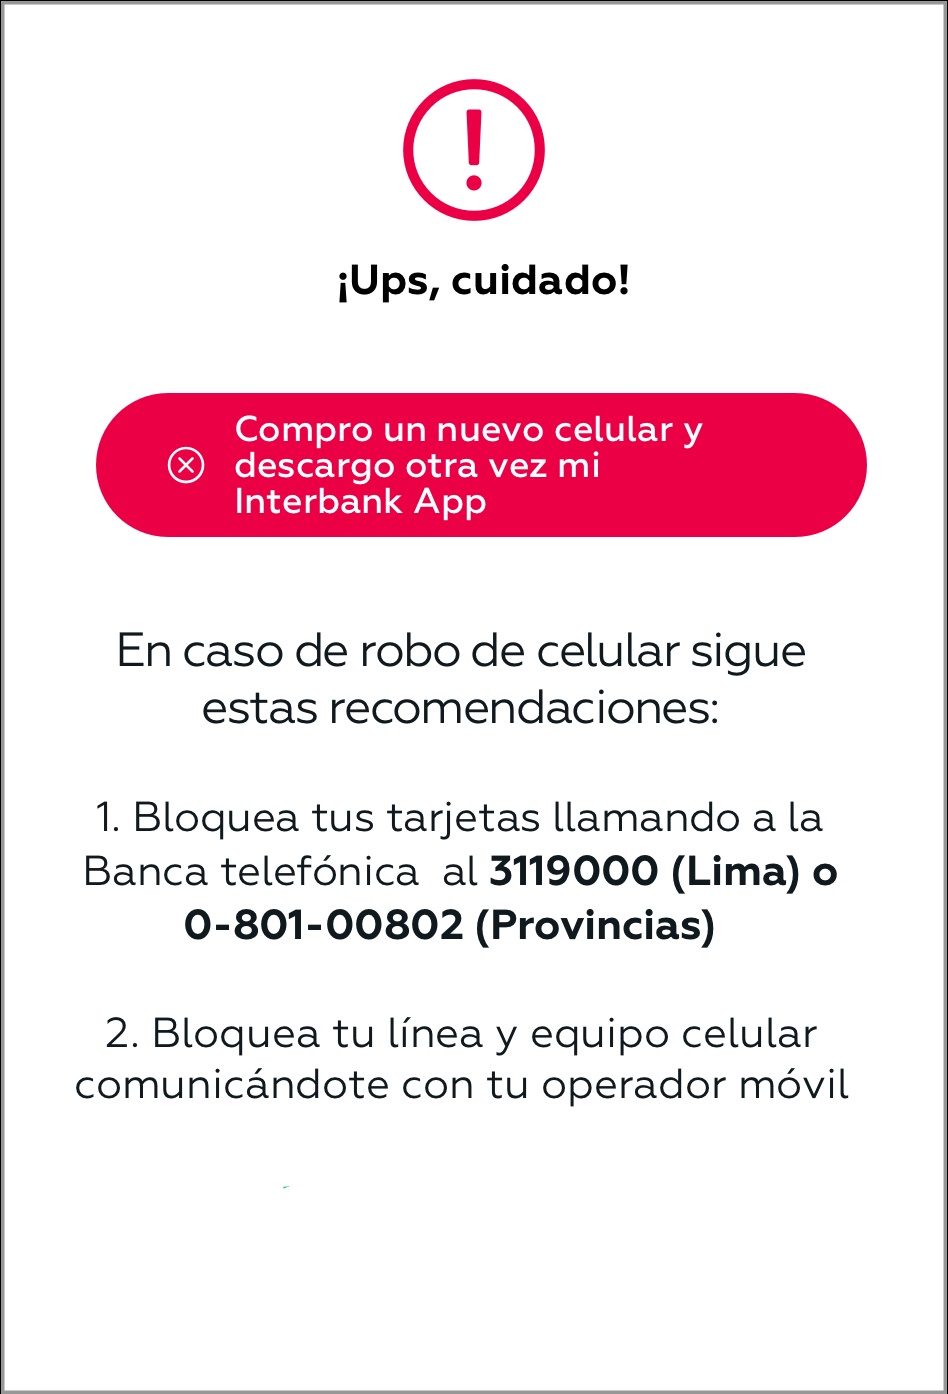 ¡Ups, cuidado!
Compro un nuevo celular y
descargo otra vez mi
Interbank App
En caso de robo de celular sigue
estas recomendaciones:
1. Bloquea tus tarjetas llamando a la
Banca telefónica  al 3119000 (Lima) o
0-801-00802 (Provincias)
2. Bloquea tu línea y equipo celular
comunicándote con tu operador móvil